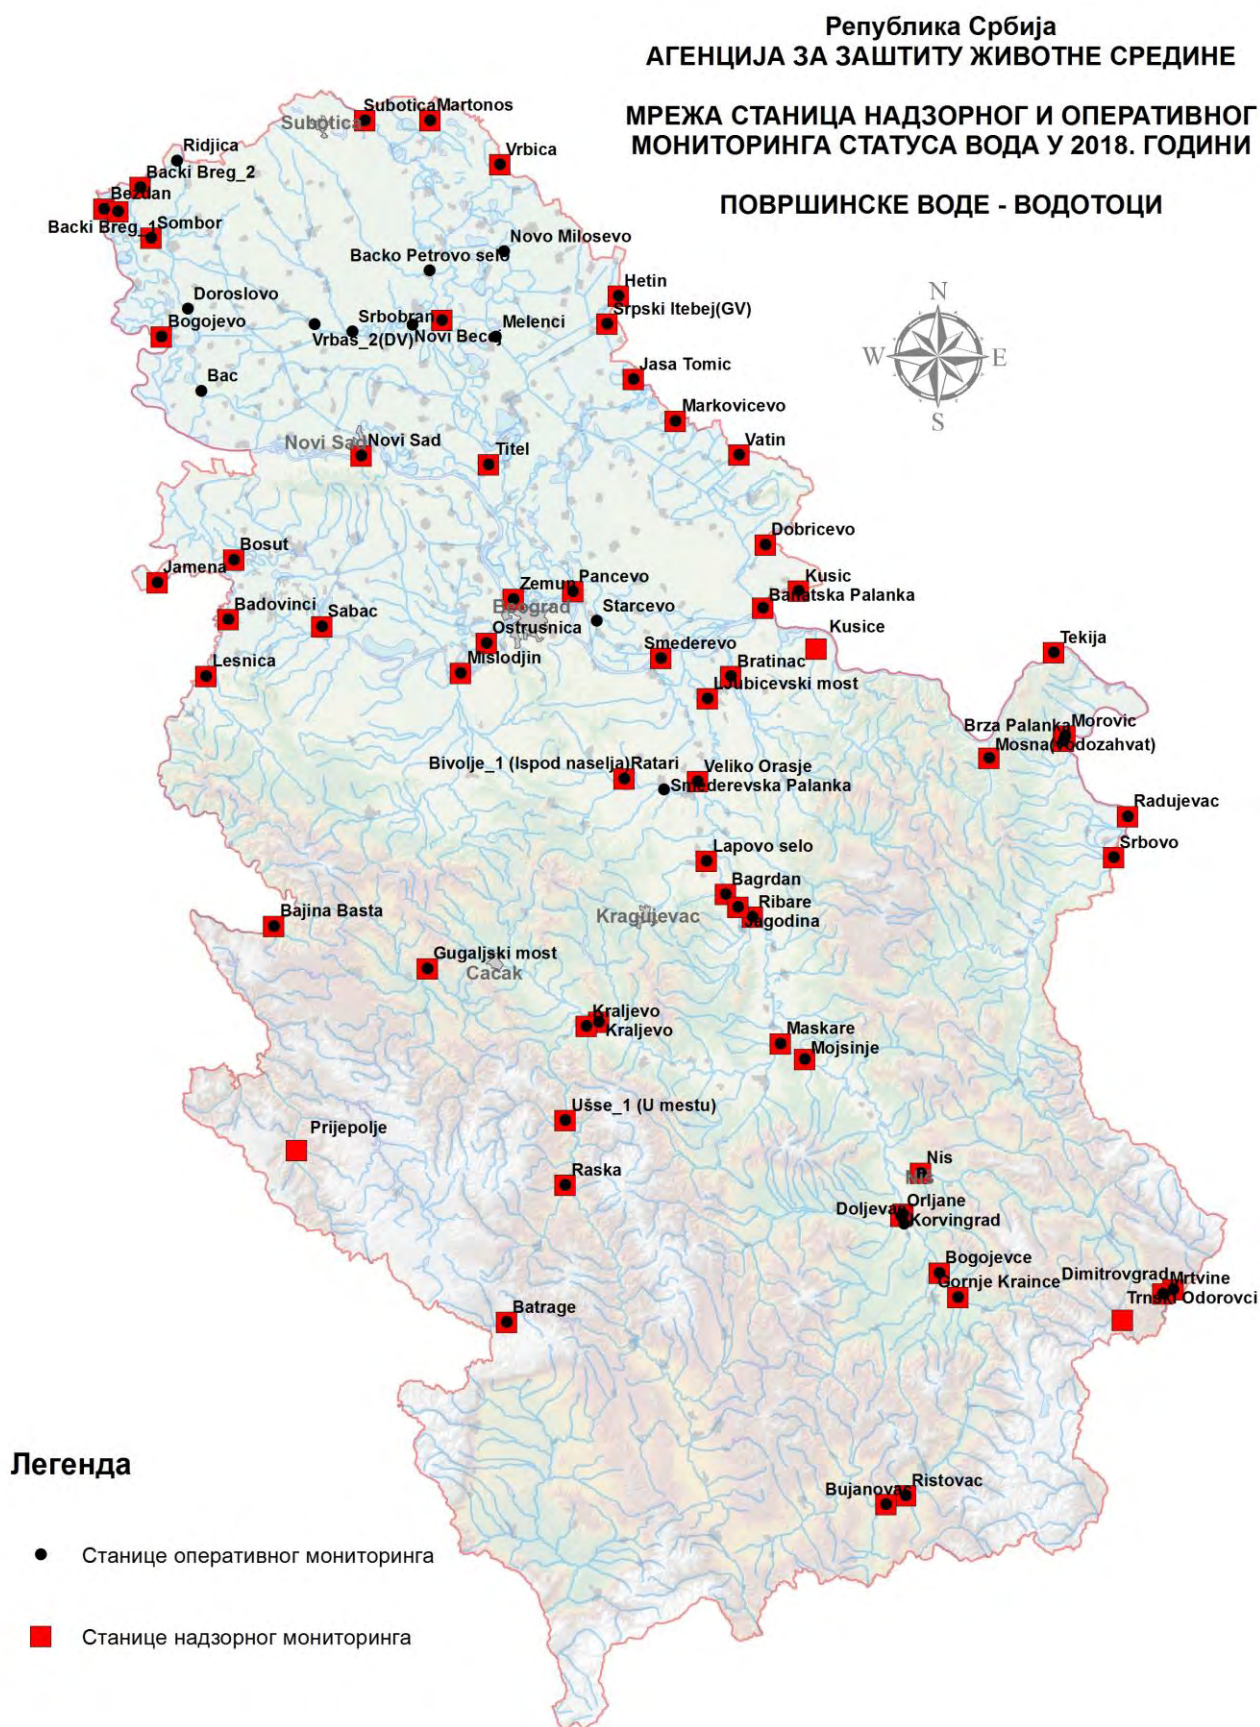 Република Србија
АГЕНЦИЈА ЗА ЗАШТИТУ ЖИВОТНЕ СРЕДИНЕ
МРЕЖА СТАНИЦА НАДЗОРНОГ И ОПЕРАТИВНОГ
МОНИТОРИНГА СТАТУСА ВОДА У 2018. ГОДИНИ
ПОВРШИНСКЕ ВОДЕ - ВОДОТОЦИ
Subotica
Martonos
Subotica
Ridjica
Vrbica
Backi Breg_2
Bezdan
Backi Breg_1
Sombor
Novo Milosevo
Backo Petrovo selo
N
W
E
S
Hetin
Doroslovo
Srpski Itebej(GV)
Srbobran
Bogojevo
Vrbas_2(DV)
Novi Becej
Melenci
Jasa Tomic
Bac
Markovicevo
Novi Sad
Novi Sad
Titel
Vatin
Dobricevo
Bosut
Jamena
Zemun
Pancevo
Kusic
Beograd
Banatska Palanka
Badovinci
Sabac
Starcevo
Kusice
Ostrusnica
Smederevo
Tekija
Lesnica
Mislodjin
Bratinac
LJubicevski most
Brza Palanka
Morovic
Mosna(Vodozahvat)
Bivolje_1 (Ispod naselja)
Ratari
Veliko Orasje
Smederevska Palanka
Radujevac
Srbovo
Lapovo selo
Bagrdan
Ribare
Jagodina
Bajina Basta
Kragujevac
Gugaljski most
Cacak
Kraljevo
Kraljevo
Maskare
Mojsinje
Ušse_1 (U mestu)
Prijepolje
Nis
Nis
Raska
Orljane
Doljevac
Korvingrad
Bogojevce
Gornje Kraince
Dimitrovgrad
Mrtvine
Trnski Odorovci
Batrage
Легенда
Ristovac
Bujanovac
Станице оперативног мониторинга
Станице надзорног мониторинга